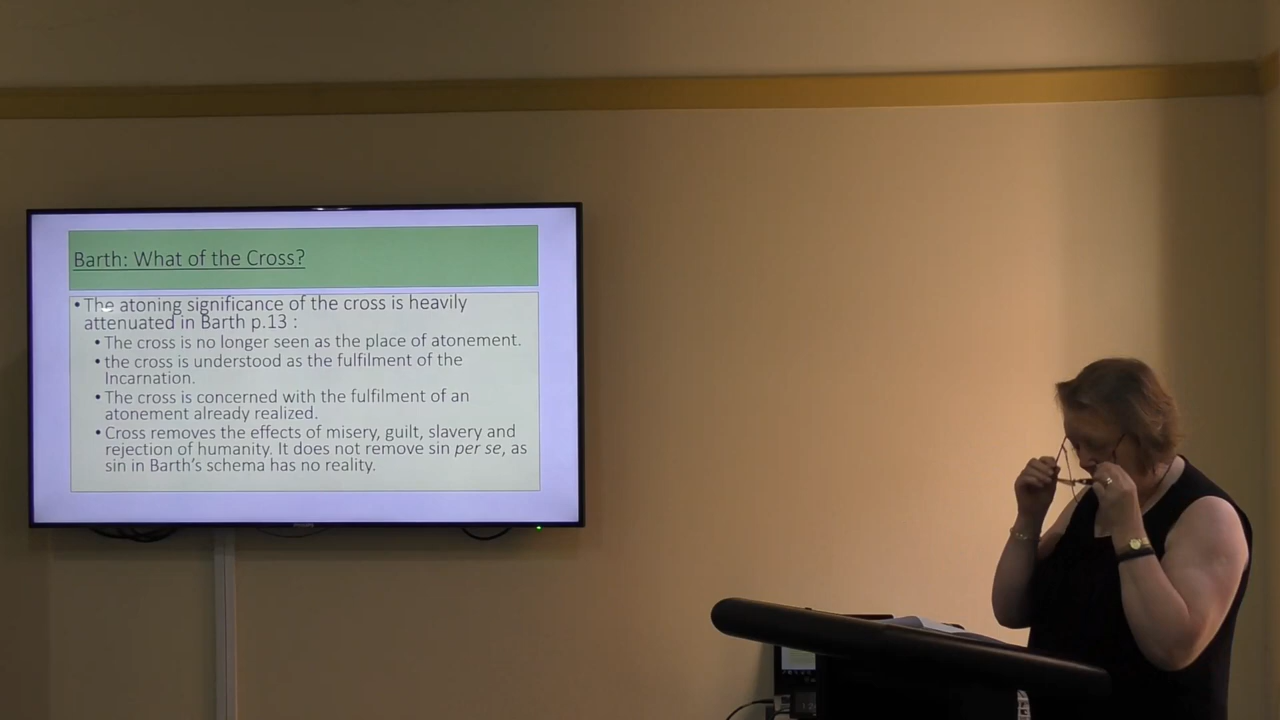 Barth: What of the Cross?
• The atoning significance of the cross is heavily
attenuated in Barth p.13 :
• The cross is no longer seen as the place of atonement.
• the cross is understood as the fulfilment of the
Incarnation.
• The cross is concerned with the fulfilment of an
atonement already realized.
• Cross removes the effects of misery, guilt, slavery and
rejection of humanity. It does not remove sin per se, as
sin in Barth's schema has no reality.